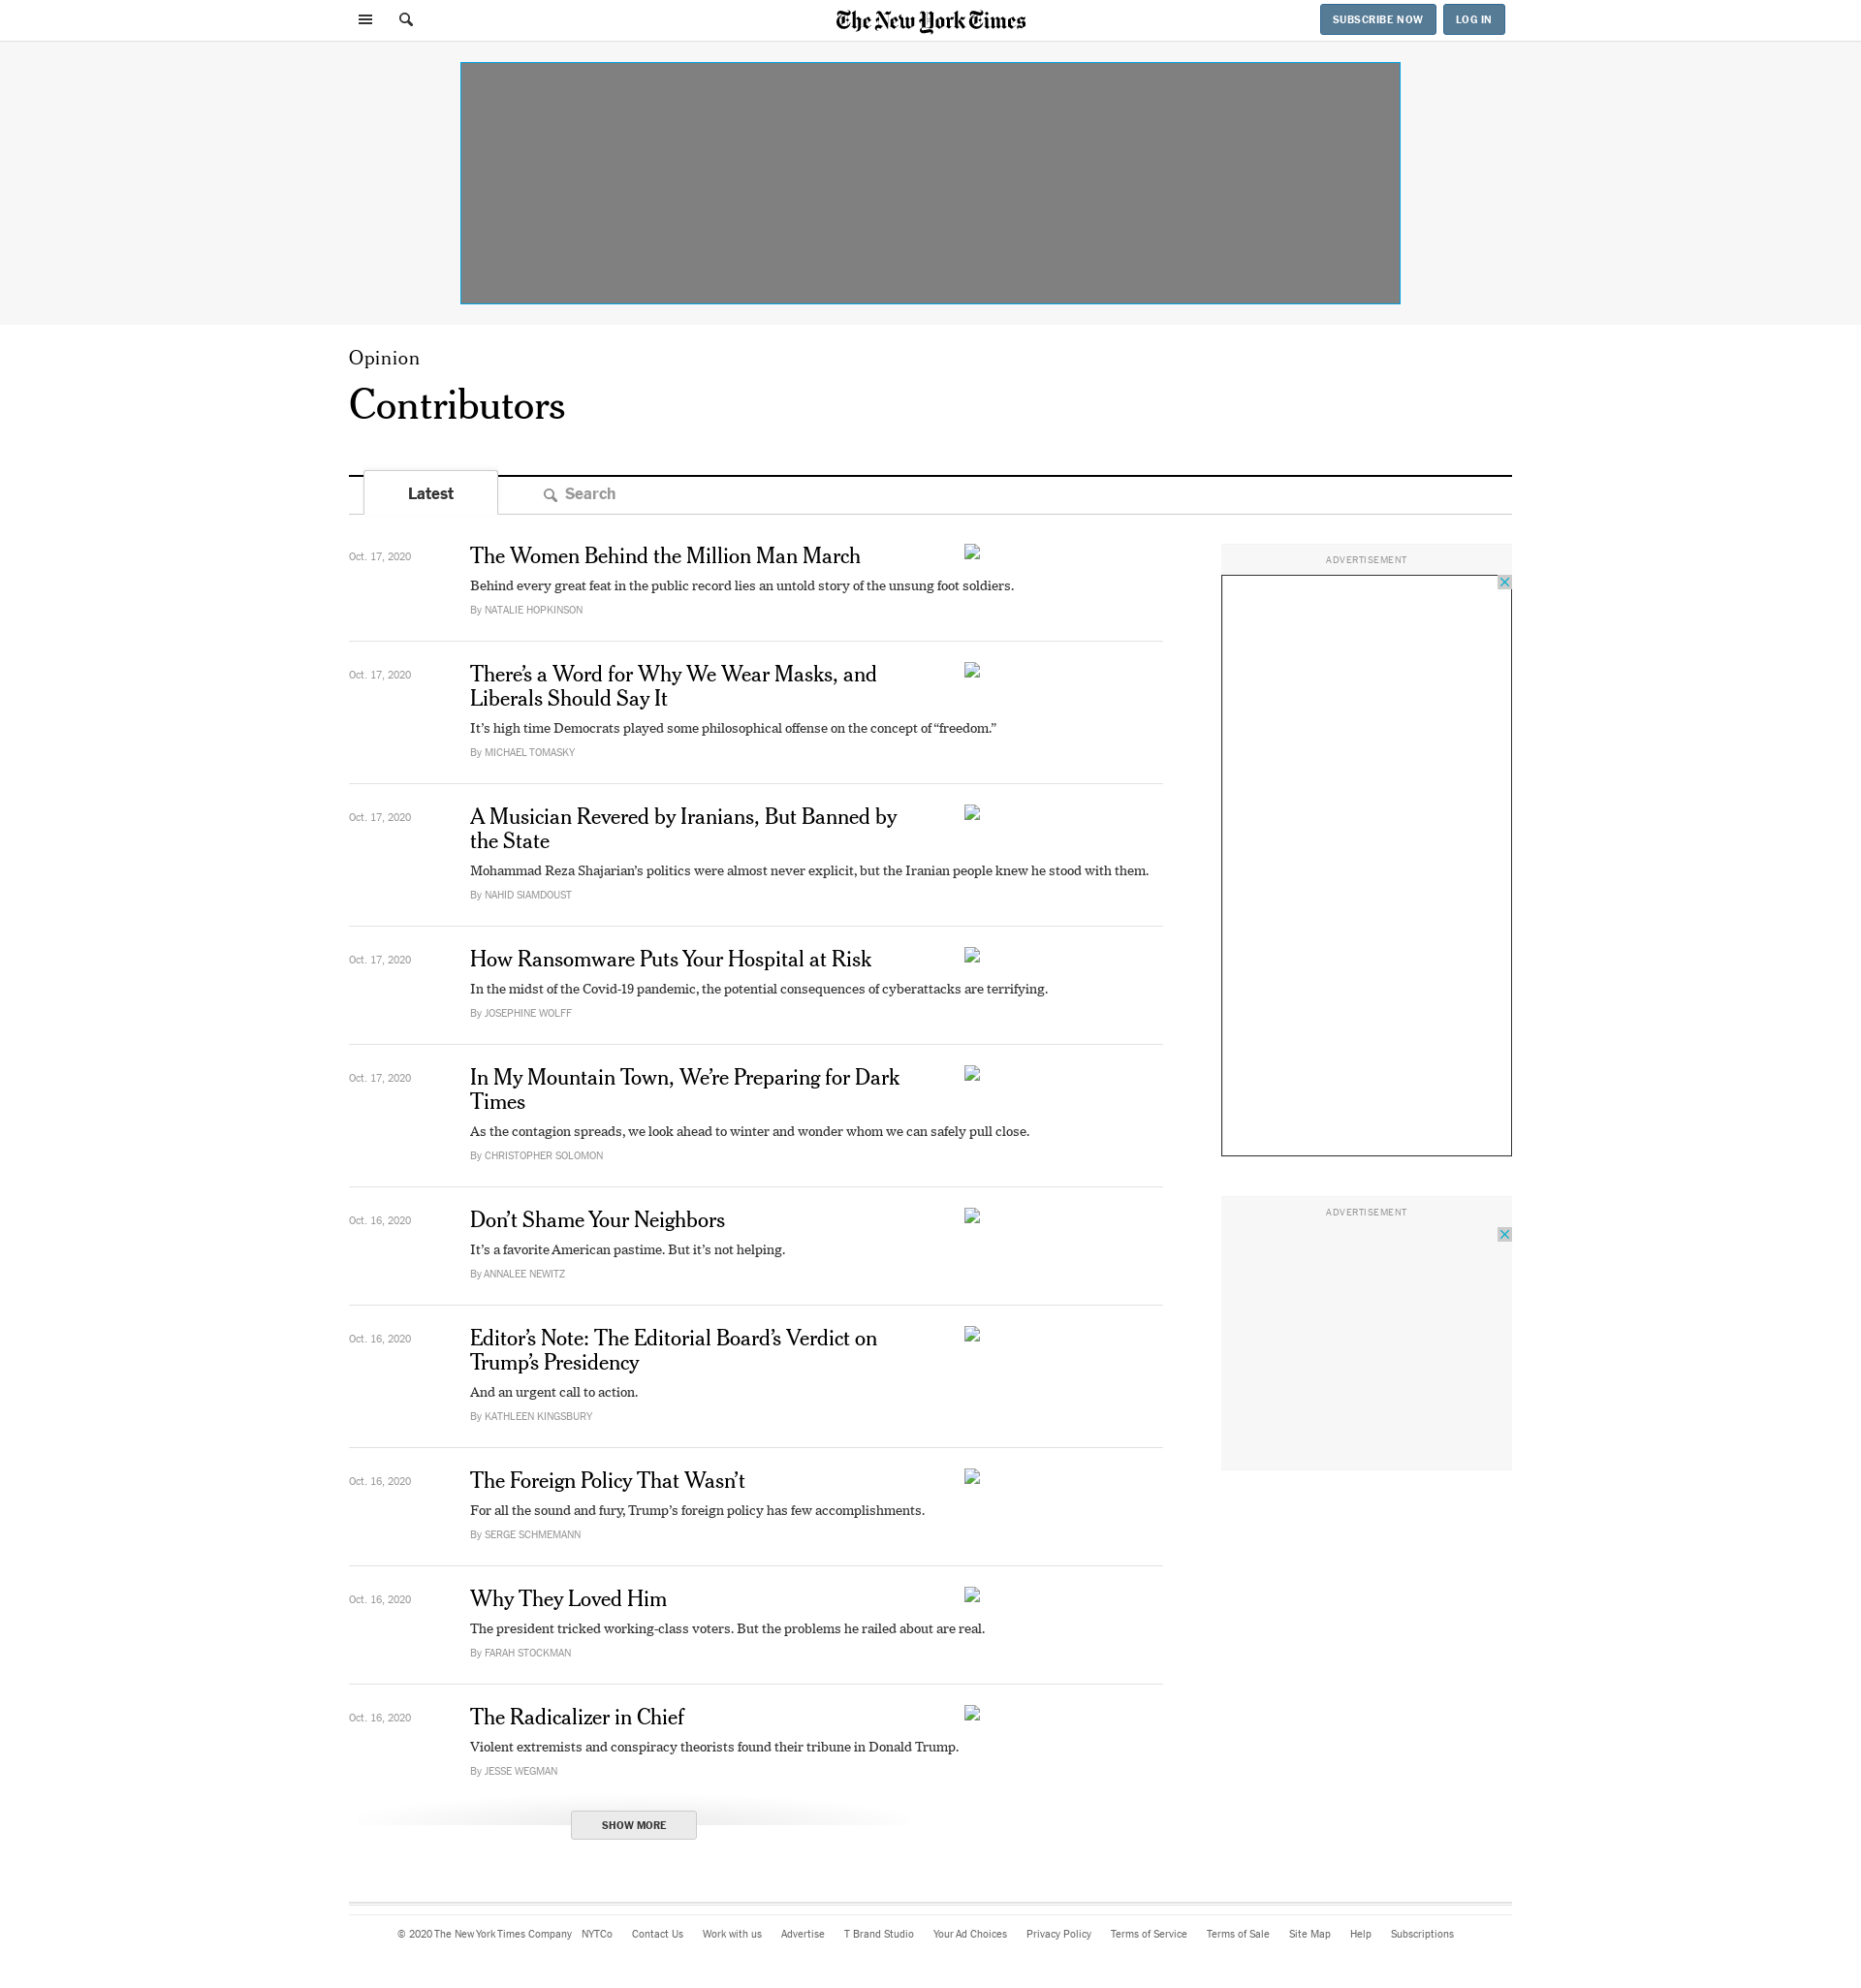 The New York Times
SUBSCRIBE NOW
LOG IN
Opinion
Contributors
Latest
Search
Oct. 17, 2020
The Women Behind the Million Man March
Behind every great feat in the public record lies an untold story of the unsung foot soldiers.
By NATALIE HOPKINSON
Oct. 17, 2020
There’s a Word for Why We Wear Masks, and
Liberals Should Say It
It’s high time Democrats played some philosophical offense on the concept of “freedom.”
By MICHAEL TOMASKY
Oct. 17, 2020
A Musician Revered by Iranians, But Banned by
the State
Mohammad Reza Shajarian’s politics were almost never explicit, but the Iranian people knew he stood with them.
By NAHID SIAMDOUST
Oct. 17, 2020
How Ransomware Puts Your Hospital at Risk
In the midst of the Covid-19 pandemic, the potential consequences of cyberattacks are terrifying.
By JOSEPHINE WOLFF
Oct. 17, 2020
In My Mountain Town, We’re Preparing for Dark
Times
As the contagion spreads, we look ahead to winter and wonder whom we can safely pull close.
By CHRISTOPHER SOLOMON
Oct. 16, 2020
Don’t Shame Your Neighbors
It’s a favorite American pastime. But it’s not helping.
By ANNALEE NEWITZ
Oct. 16, 2020
Editor’s Note: The Editorial Board’s Verdict on
Trump’s Presidency
And an urgent call to action.
By KATHLEEN KINGSBURY
Oct. 16, 2020
The Foreign Policy That Wasn’t
For all the sound and fury, Trump’s foreign policy has few accomplishments.
By SERGE SCHMEMANN
Oct. 16, 2020
Why They Loved Him
The president tricked working-class voters. But the problems he railed about are real.
By FARAH STOCKMAN
Oct. 16, 2020
The Radicalizer in Chief
Violent extremists and conspiracy theorists found their tribune in Donald Trump.
By JESSE WEGMAN
SHOW MORE
ADVERTISEMENT
ADVERTISEMENT
© 2020 The New York Times Company NYTCo Contact Us Work with us Advertise T Brand Studio Your Ad Choices Privacy Policy Terms of Service Terms of Sale Site Map Help Subscriptions